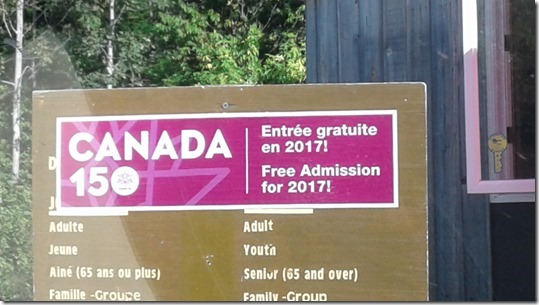 CANADA
150
Entrée gratuite
en 2017!
Free Admission
for 2017!
Adulte
Adult
Jeune
Youth
Ainé (65 ans ou plus)
Senior (65 and over)
Famille -Groupe
Family -Group